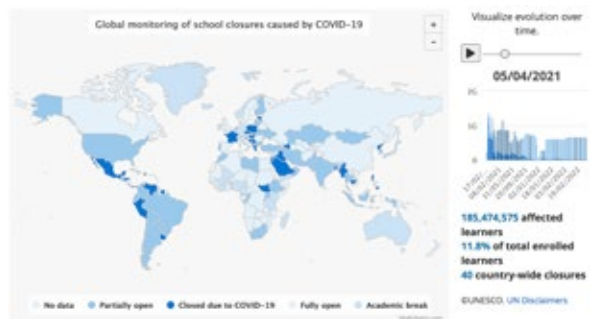 Global monitoring of school closures caused by COVID-19
+
-
Visualize evolution over
time.
05/04/2021
No data
Partially open
Closed due to COVID-19
Fully open
Academic break
185,474,575 affected
learners
11.8% of total enrolled
learners
40 country-wide closures
©UNESCO. UN Disclaimers